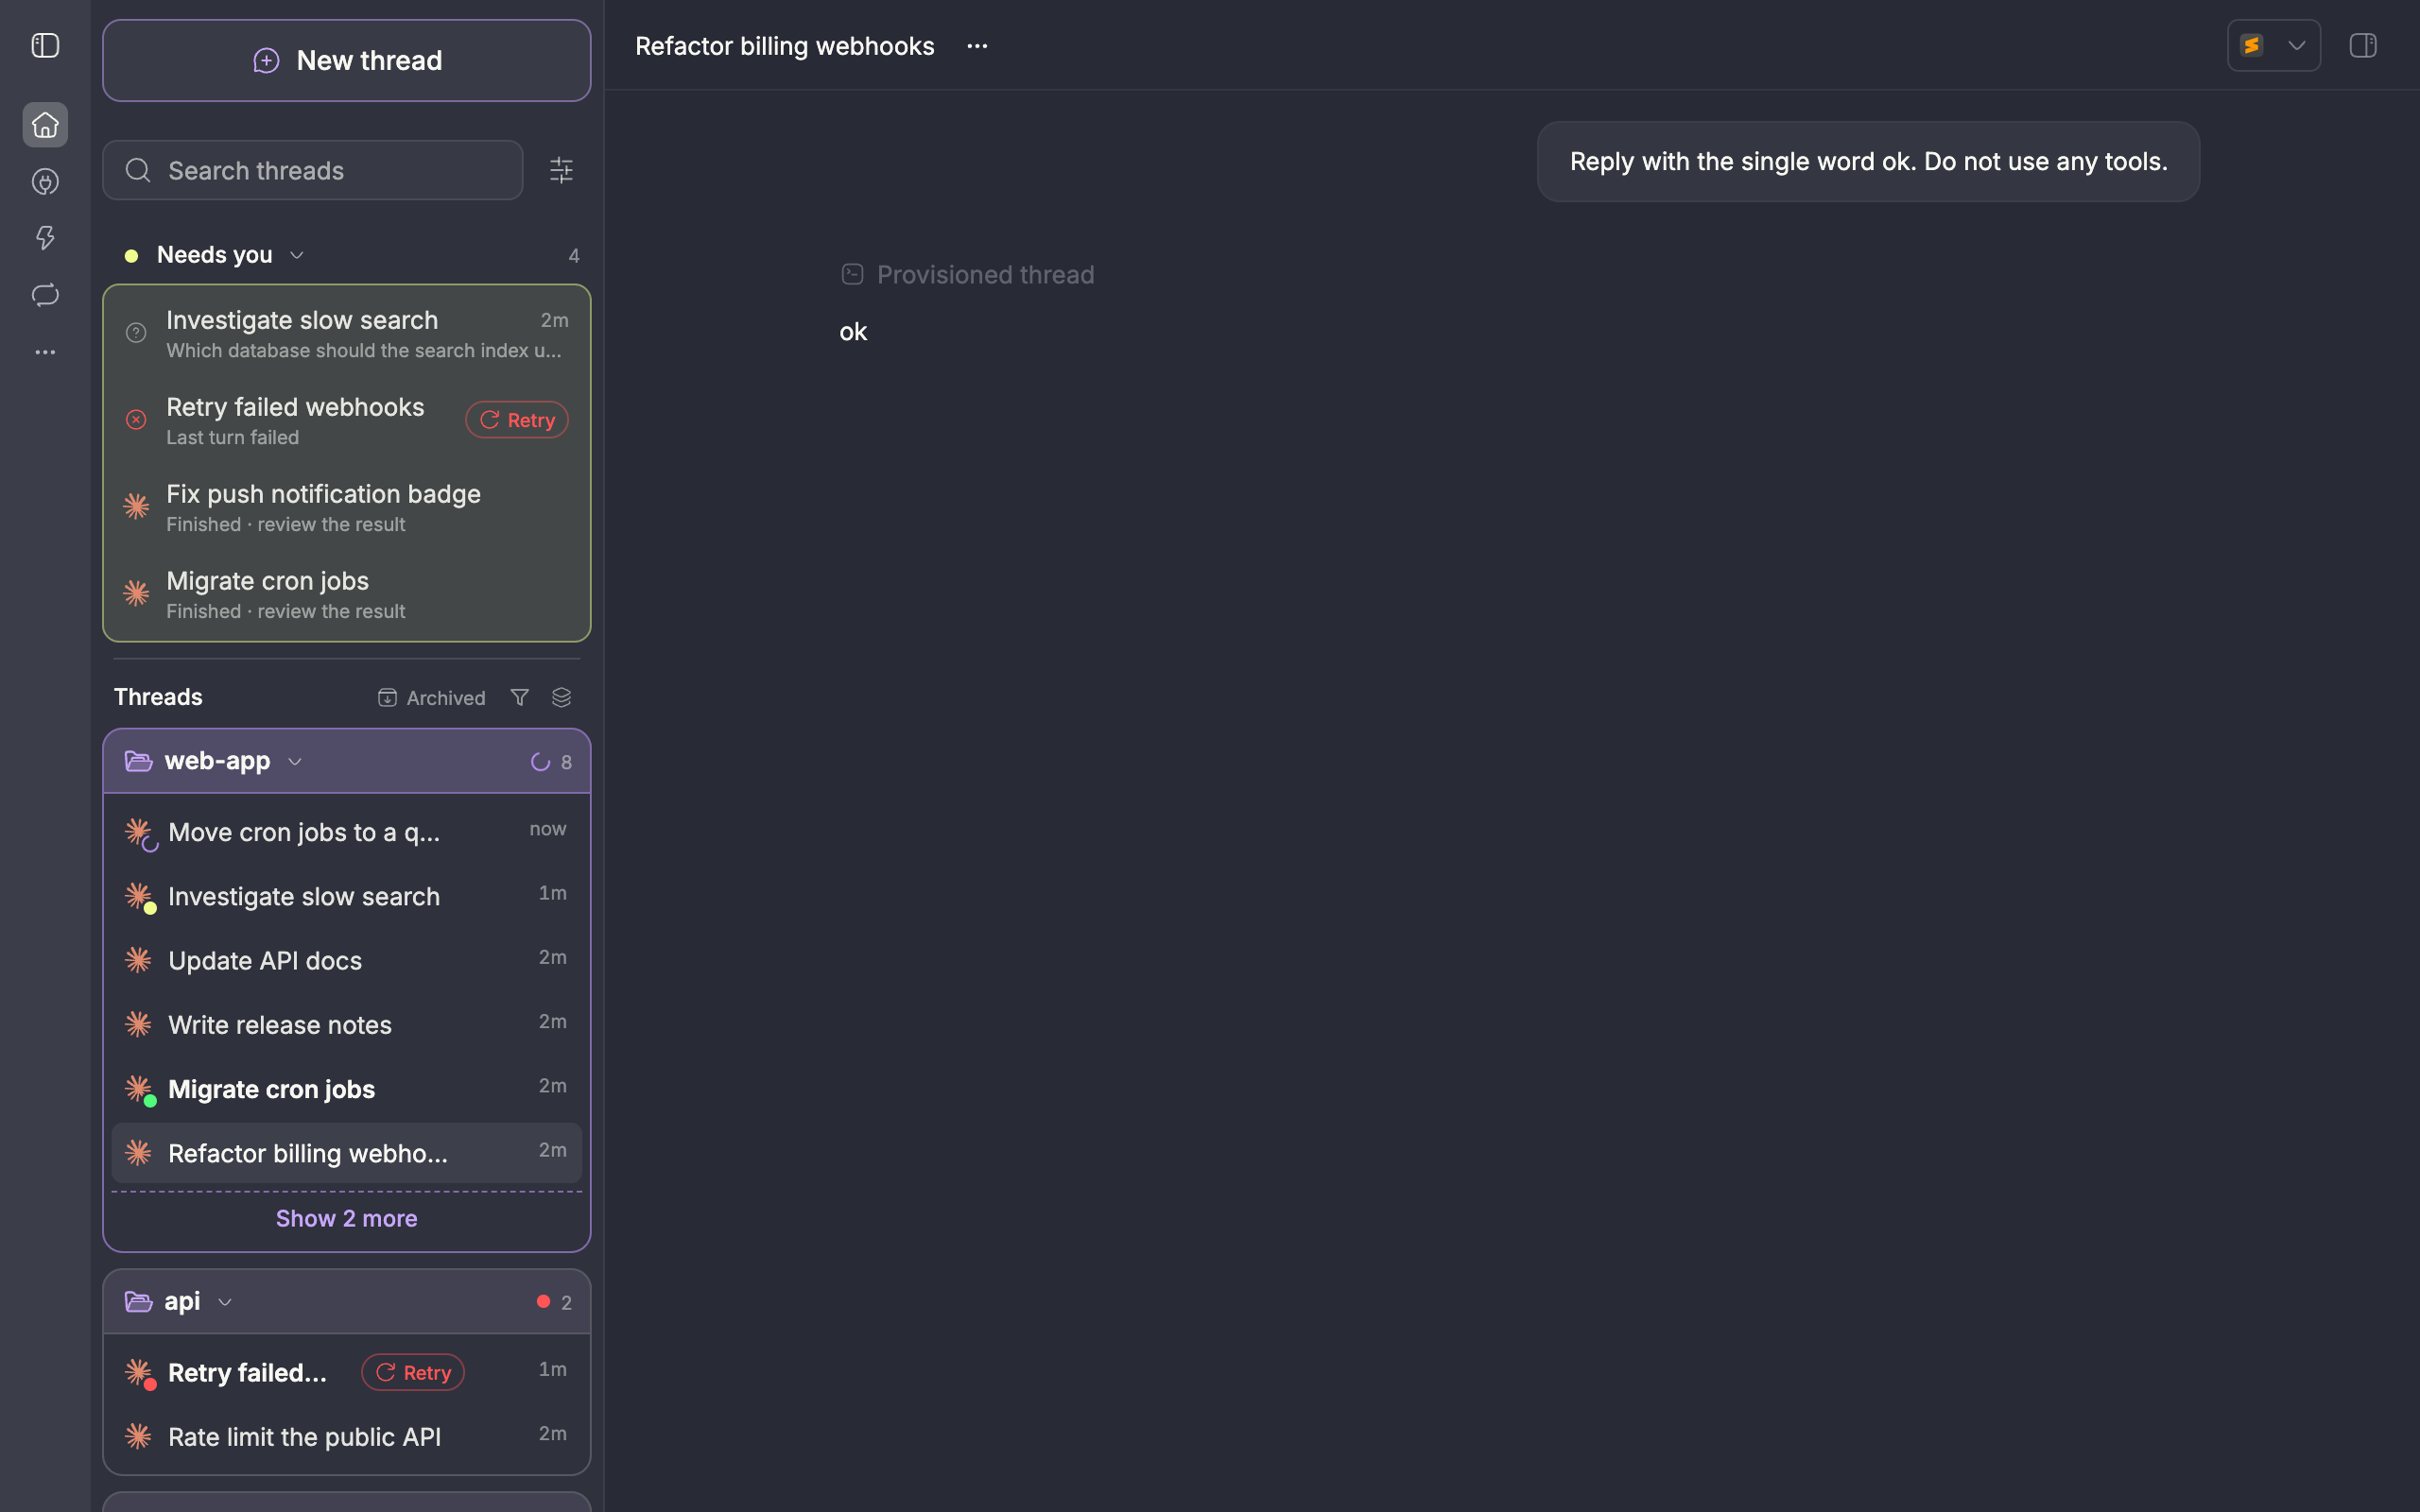 New thread
Search threads
Needs you
4
Investigate slow search
2m
Which database should the search index u...
Retry failed webhooks
Last turn failed
Retry
Fix push notification badge
Finished · review the result
Migrate cron jobs
Finished · review the result
Threads
Archived
web-app
8
Move cron jobs to a q...
now
Investigate slow search
1m
Update API docs
2m
Write release notes
2m
Migrate cron jobs
2m
Refactor billing webho...
2m
Show 2 more
api
2
Retry failed...
Retry
1m
Rate limit the public API
2m
Refactor billing webhooks
Reply with the single word ok. Do not use any tools.
Provisioned thread
ok